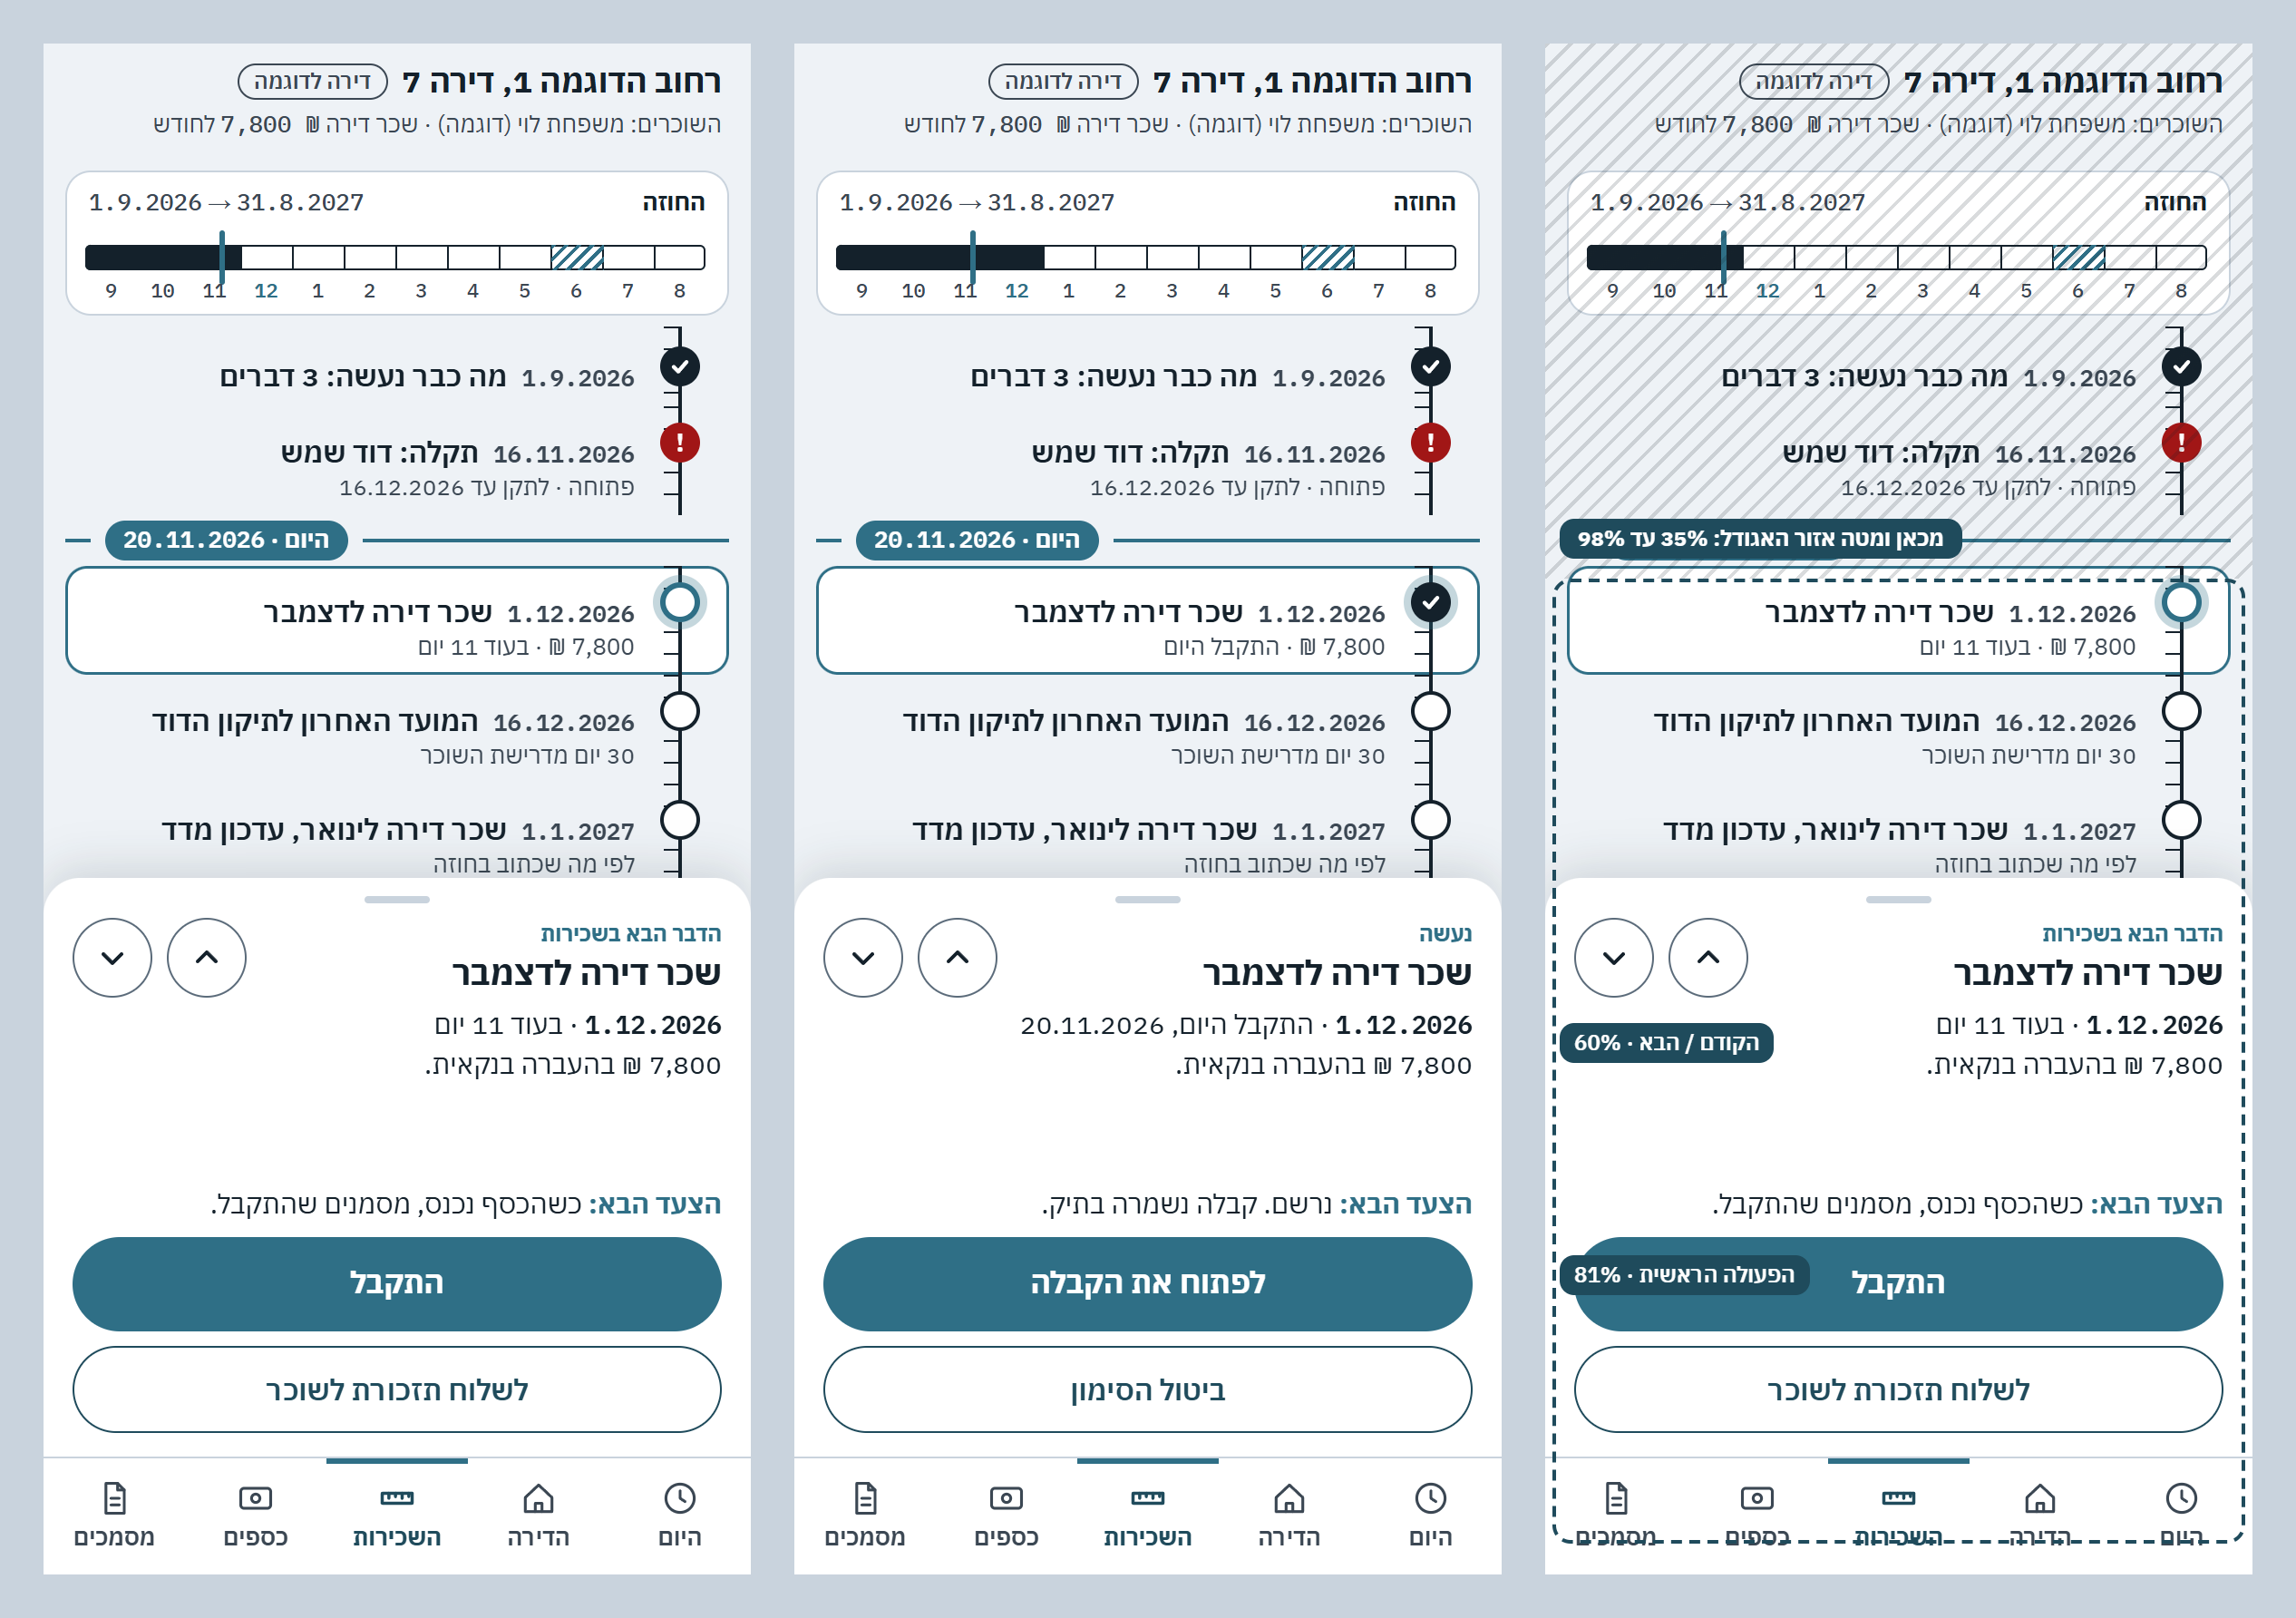 רחוב הדוגמה 1, דירה 7 דירה לדוגמה
השוכרים: משפחת לוי (דוגמה) · שכר דירה ₪ 7,800 לחודש
החוזה 1.9.2026 → 31.8.2027
9 10 11 12 1 2 3 4 5 6 7 8
1.9.2026 מה כבר נעשה: 3 דברים
16.11.2026 תקלה: דוד שמש
פתוחה · לתקן עד 16.12.2026
היום · 20.11.2026
1.12.2026 שכר דירה לדצמבר
7,800 ₪ · בעוד 11 יום
16.12.2026 המועד האחרון לתיקון הדוד
30 יום מדרישת השוכר
1.1.2027 שכר דירה לינואר, עדכון מדד
לפי מה שכתוב בחוזה
הדבר הבא בשכירות
שכר דירה לדצמבר
1.12.2026 · בעוד 11 יום
7,800 ₪ בהעברה בנקאית.
הצעד הבא: כשהכסף נכנס, מסמנים שהתקבל.
התקבל
לשלוח תזכורת לשוכר
היום הדירה השכירות כספים מסמכים
רחוב הדוגמה 1, דירה 7 דירה לדוגמה
השוכרים: משפחת לוי (דוגמה) · שכר דירה ₪ 7,800 לחודש
החוזה 1.9.2026 → 31.8.2027
9 10 11 12 1 2 3 4 5 6 7 8
1.9.2026 מה כבר נעשה: 3 דברים
16.11.2026 תקלה: דוד שמש
פתוחה · לתקן עד 16.12.2026
היום · 20.11.2026
1.12.2026 שכר דירה לדצמבר
7,800 ₪ · התקבל היום
16.12.2026 המועד האחרון לתיקון הדוד
30 יום מדרישת השוכר
1.1.2027 שכר דירה לינואר, עדכון מדד
לפי מה שכתוב בחוזה
נעשה
שכר דירה לדצמבר
1.12.2026 · התקבל היום, 20.11.2026
7,800 ₪ בהעברה בנקאית.
הצעד הבא: נרשם. קבלה נשמרה בתיק.
לפתוח את הקבלה
ביטול הסימון
היום הדירה השכירות כספים מסמכים
רחוב הדוגמה 1, דירה 7 דירה לדוגמה
השוכרים: משפחת לוי (דוגמה) · שכר דירה ₪ 7,800 לחודש
החוזה 1.9.2026 → 31.8.2027
9 10 11 12 1 2 3 4 5 6 7 8
1.9.2026 מה כבר נעשה: 3 דברים
16.11.2026 תקלה: דוד שמש
פתוחה · לתקן עד 16.12.2026
מכאן ומטה אזור האגודל: 35% עד 98%
1.12.2026 שכר דירה לדצמבר
7,800 ₪ · בעוד 11 יום
16.12.2026 המועד האחרון לתיקון הדוד
30 יום מדרישת השוכר
1.1.2027 שכר דירה לינואר, עדכון מדד
לפי מה שכתוב בחוזה
הדבר הבא בשכירות
שכר דירה לדצמבר
1.12.2026 · בעוד 11 יום
הקודם / הבא · 60%
7,800 ₪ בהעברה בנקאית.
הצעד הבא: כשהכסף נכנס, מסמנים שהתקבל.
התקבל
הפעולה הראשית · 81%
לשלוח תזכורת לשוכר
היום הדירה השכירות כספים מסמכים